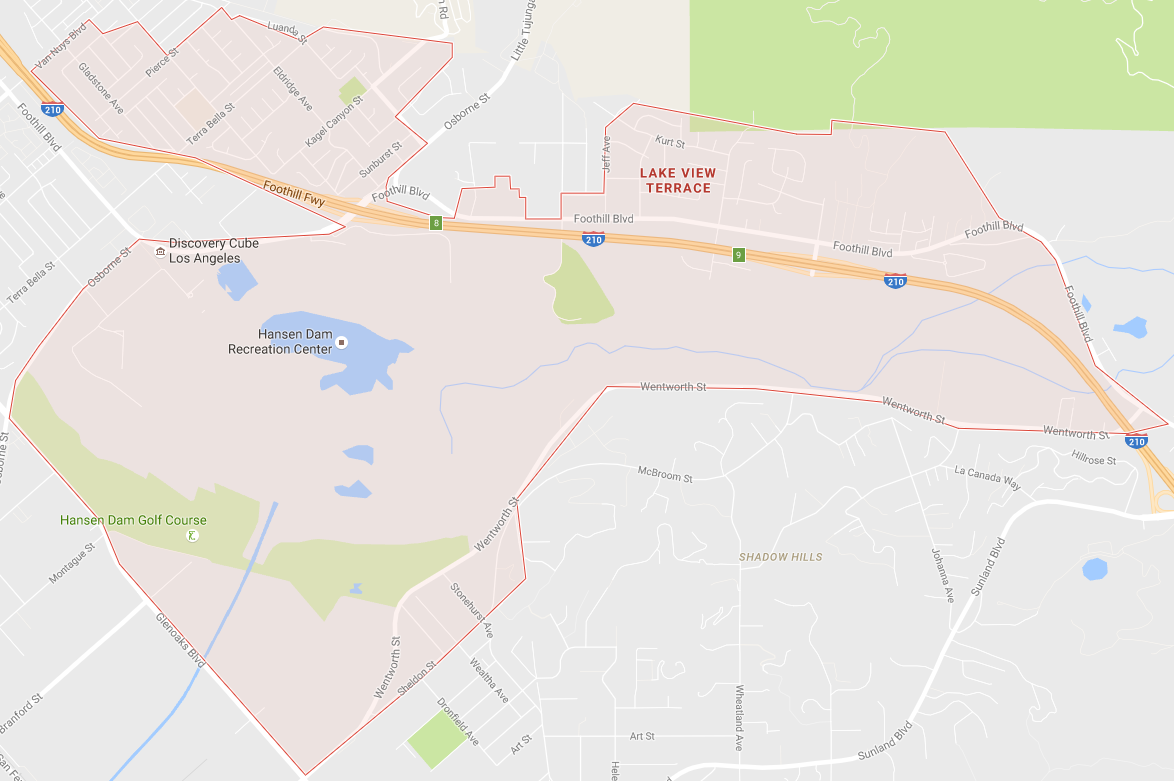 Van Nuys Blvd
Luanda St
n Rd
Little Tujunga
Pierce St
Gladstone Ave
Eldridge Ave
Kagel Canyon St
Terra Bella St
Osborne St
210
Foothill Blvd
Kurt St
Jeff Ave
LAKE VIEW
TERRACE
Sunburst St
Foothill Fwy
Foothill Blvd
8
Foothill Blvd
210
Foothill Blvd
Foothill Blvd
9
210
Discovery Cube
Los Angeles
Osborne St
Terra Bella St
Foothill Blvd
Hansen Dam
Recreation Center
Wentworth St
Wentworth St
Wentworth St
210
Osborne St
Hillrose St
McBroom St
La Canada Way
Hansen Dam Golf Course
Wentworth St
Montague St
SHADOW HILLS
Johanna Ave
Sunland Blvd
Stonehurst Ave
Glenoaks Blvd
Wentworth St
Sheldon St
Wealtha Ave
Branford St
Dronfield Ave
Wheatland Ave
Art St
Art St
Sunland Blvd
Hele